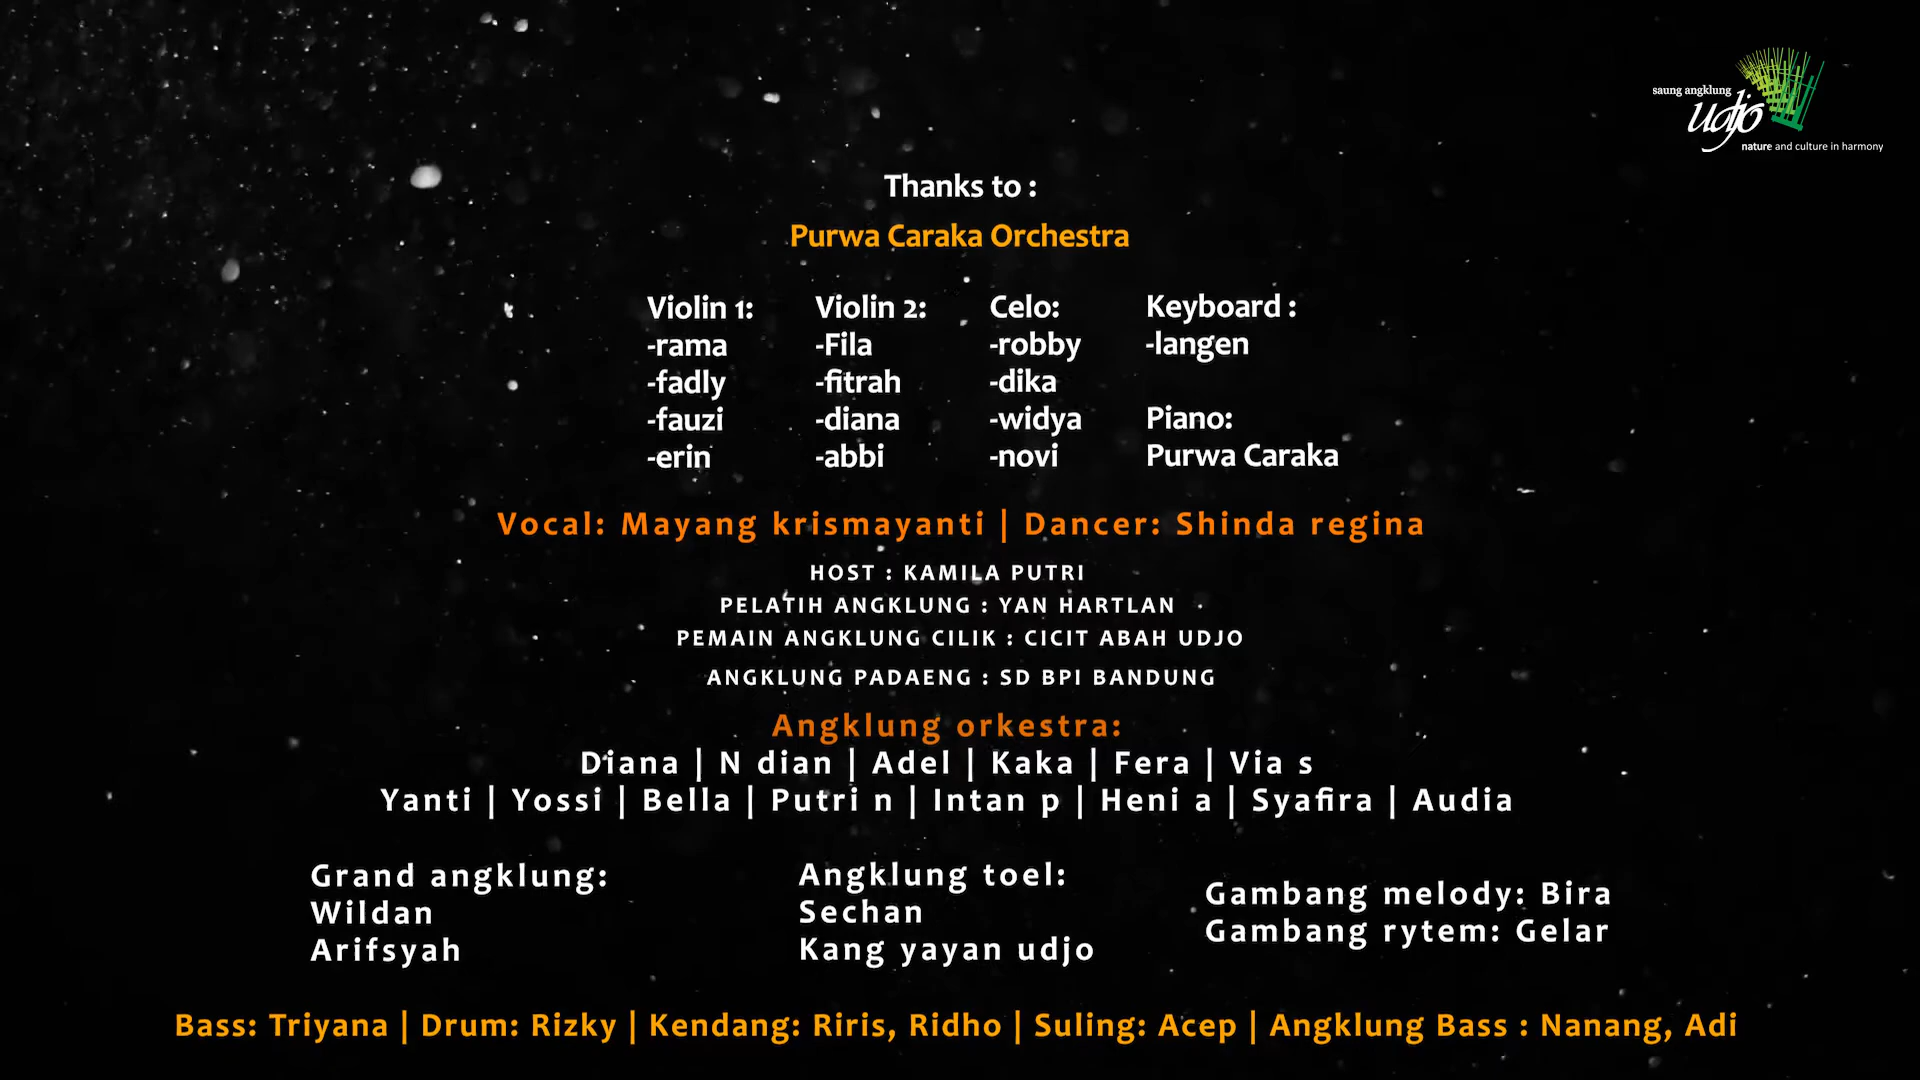 saung angklung
udjo
nature and culture in harmony
Thanks to :
Purwa Caraka Orchestra
Violin 1:
-rama
-fadly
-fauzi
-erin
Violin 2:
-Fila
-fitrah
-diana
-abbi
Celo:
-robby
-dika
-widya
-novi
Keyboard :
-langen
Piano:
Purwa Caraka
Vocal: Mayang krismayanti | Dancer: Shinda regina
HOST : KAMILA PUTRI
PELATIH ANGKLUNG : YAN HARTLAN
PEMAIN ANGKLUNG CILIK : CICIT ABAH UDJO
ANGKLUNG PADAENG : SD BPI BANDUNG
Angklung orkestra:
Diana | N dian | Adel | Kaka | Fera | Via s
Yanti | Yossi | Bella | Putri n | Intan p | Heni a | Syafira | Audia
Grand angklung:
Wildan
Arifsyah
Angklung toel:
Sechan
Kang yayan udjo
Gambang melody: Bira
Gambang rytem: Gelar
Bass: Triyana | Drum: Rizky | Kendang: Riris, Ridho | Suling: Acep | Angklung Bass : Nanang, Adi